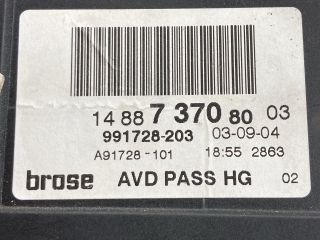 14 88 7 370 80 03
991728-203 03-09-04
A91728-101 18:55 2863
brose AVD PASS HG 02